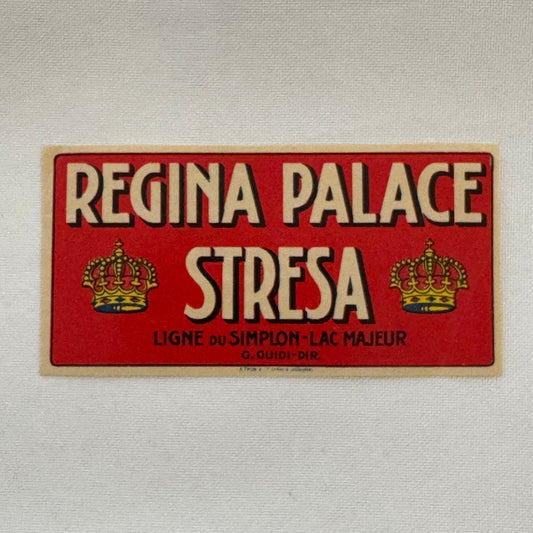 REGINA PALACE
STRESA
LIGNE DU SIMPLON-LAC MAJEUR
G. GUIDI-DIR.